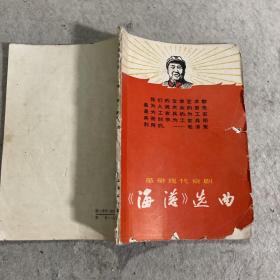 我们的文学艺术都
是为人民大众的,首先
是为工农兵的,为工农
兵而创作,为工农兵所
利用的。 ——毛泽东
革命现代京剧
《海港》选曲